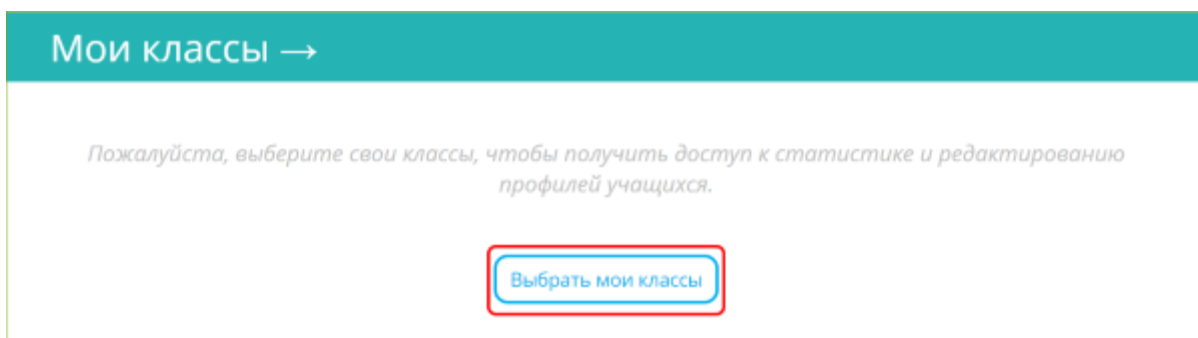 Мои классы →
Пожалуйста, выберите свои классы, чтобы получить доступ к статистике и редактированию
профилей учащихся.
Выбрать мои классы